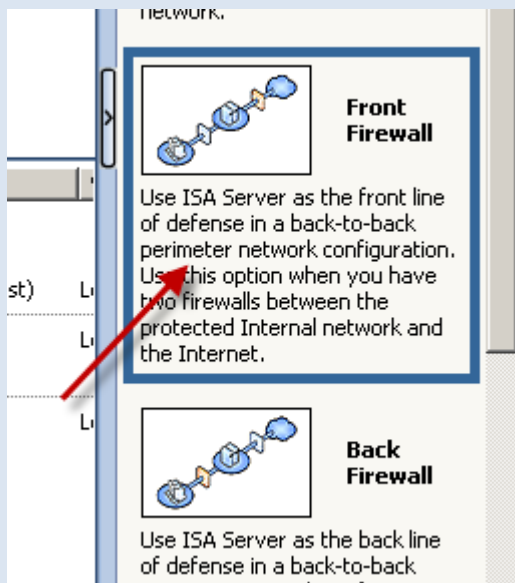 network.
Front
Firewall
Use ISA Server as the front line
of defense in a back-to-back
perimeter network configuration.
Use this option when you have
two firewalls between the
protected Internal network and
the Internet.
st)
Back
Firewall
Use ISA Server as the back line
of defense in a back-to-back